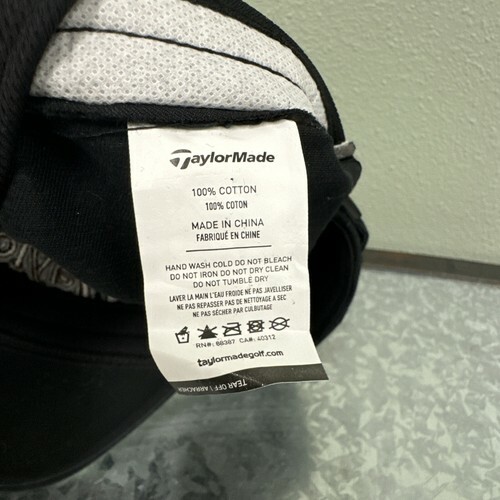 TaylorMade
100% COTTON
100% COTON
MADE IN CHINA
FABRIQUÉ EN CHINE
HAND WASH COLD DO NOT BLEACH
DO NOT IRON DO NOT DRY CLEAN
DO NOT TUMBLE DRY
LAVER LA MAIN L'EAU FROIDE NE PAS JAVELLISER
NE PAS REPASSER PAS DE NETTOYAGE A SEC
NE PAS SÉCHER PAR CULBUTAGE
RN#: 88387 CA#: 40312
taylormadegolf.com
TEAR OFF / ARRACHER